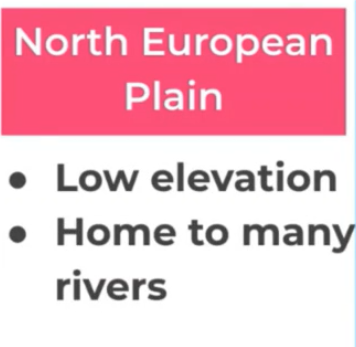 North European
Plain
● Low elevation
● Home to many
rivers